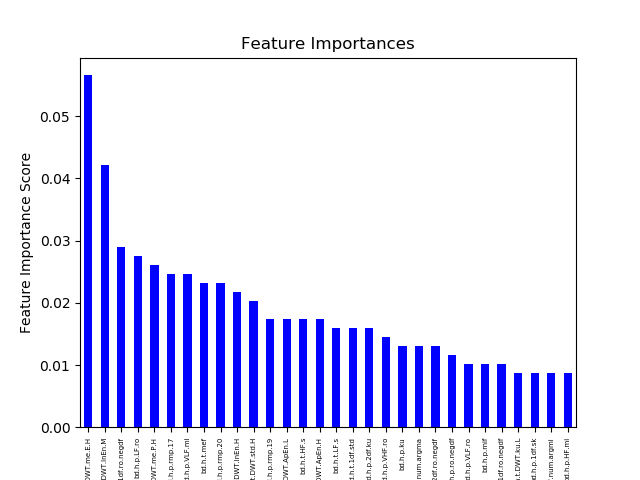 Feature Importances
Feature Importance Score
0.05
0.04
0.03
0.02
0.01
0.00
DWT.me.E.H
DWT.lnEn.M
1df.ro.negdf
bd.h.p.LF.ro
DWT.me.P.H
.h.p.rmp.17
d.h.p.VLF.ml
bd.h.t.mef
.h.p.rmp.20
DWT.lnEn.H
t.DWT.std.H
.h.p.rmp.19
DWT.ApEn.L
bd.h.t.HF.s
DWT.ApEn.H
bd.h.t.LF.s
d.h.t.1df.std
d.h.p.2df.ku
d.h.p.VHF.ro
bd.h.p.ku
num.argma
2df.ro.negdf
h.p.ro.negdf
d.h.p.VLF.ro
bd.h.p.mif
1df.ro.negdf
t.DWT.ku.L
d.h.p.1df.sk
.num.argmi
bd.h.p.HF.ml